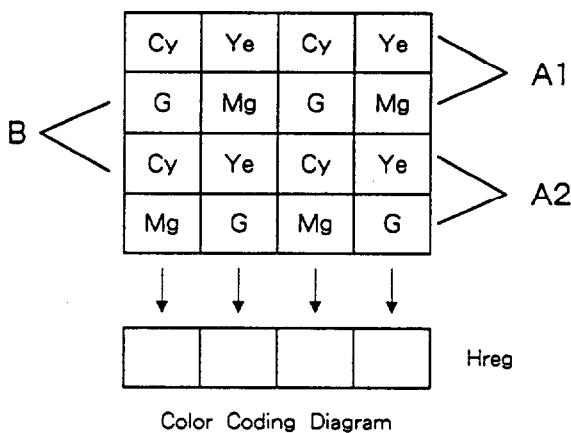 Cy Ye Cy Ye
A1
G Mg G Mg
B
Cy Ye Cy Ye
A2
Mg G Mg G
Hreg
Color Coding Diagram